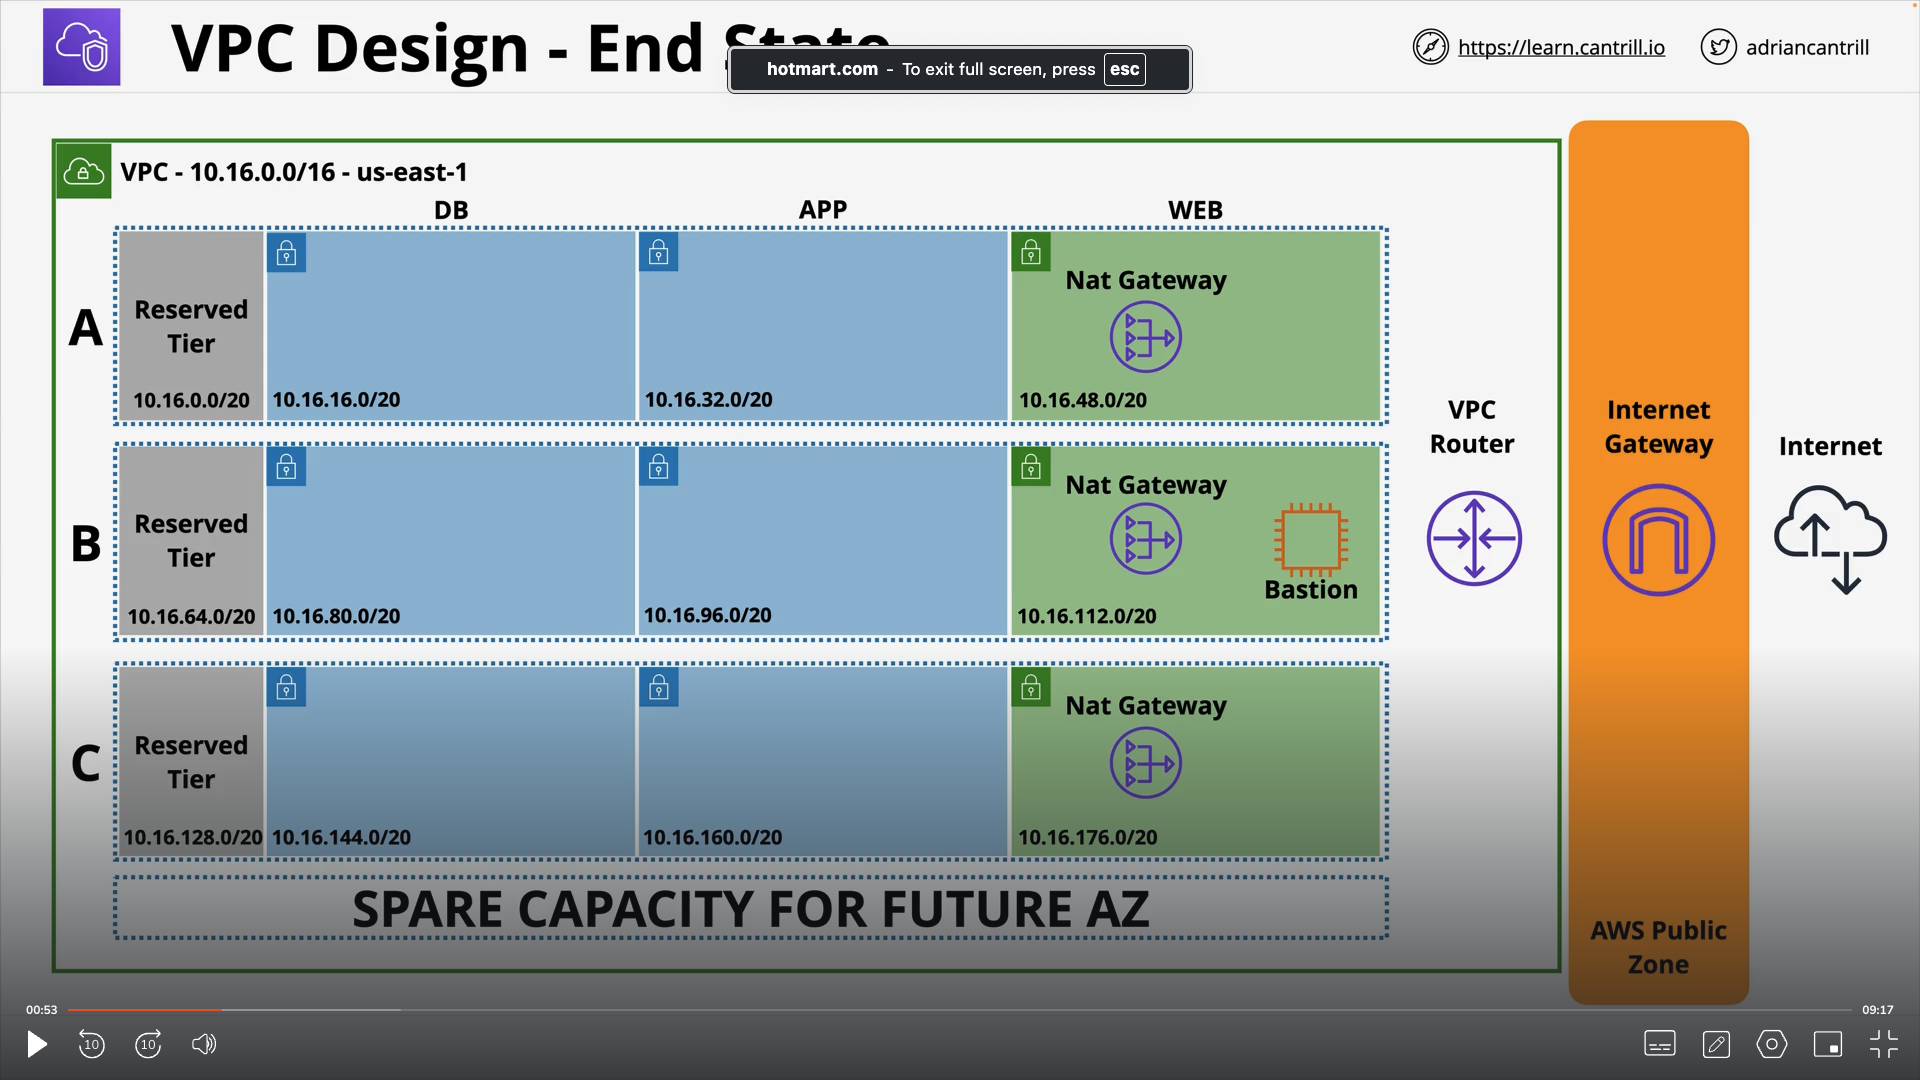 VPC Design - End State
hotmart.com - To exit full screen, press esc
https://learn.cantrill.io
adriancantrill
VPC - 10.16.0.0/16 - us-east-1
DB
APP
WEB
A
Reserved
Tier
10.16.0.0/20
10.16.16.0/20
10.16.32.0/20
Nat Gateway
10.16.48.0/20
B
Reserved
Tier
10.16.64.0/20
10.16.80.0/20
10.16.96.0/20
Nat Gateway
Bastion
10.16.112.0/20
C
Reserved
Tier
10.16.128.0/20
10.16.144.0/20
10.16.160.0/20
Nat Gateway
10.16.176.0/20
SPARE CAPACITY FOR FUTURE AZ
VPC
Router
Internet
Gateway
Internet
AWS Public
Zone
00:53
09:17
10
10